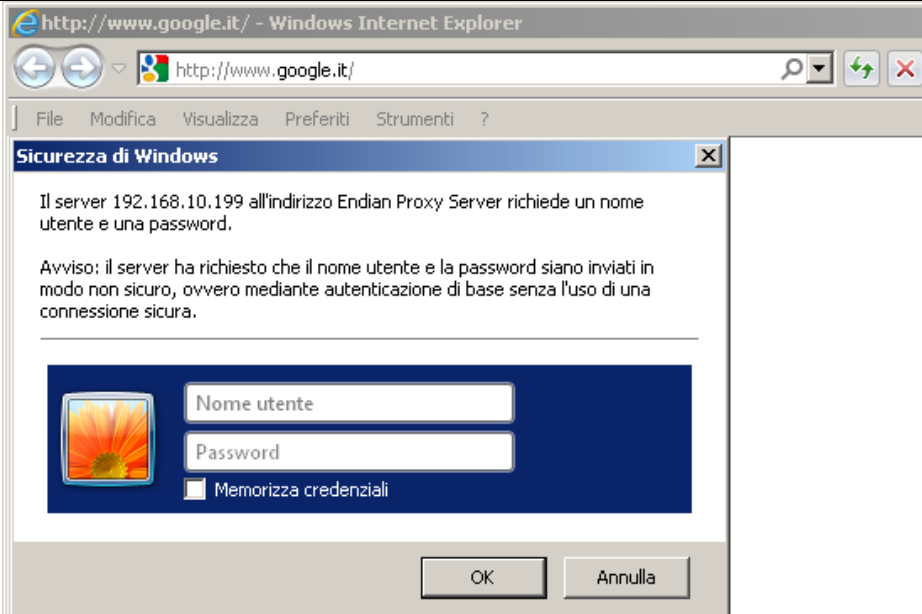 http://www.google.it/ - Windows Internet Explorer
http://www.google.it/
File Modifica Visualizza Preferiti Strumenti ?
Sicurezza di Windows
Il server 192.168.10.199 all'indirizzo Endian Proxy Server richiede un nome
utente e una password.
Avviso: il server ha richiesto che il nome utente e la password siano inviati in
modo non sicuro, ovvero mediante autenticazione di base senza l'uso di una
connessione sicura.
Nome utente
Password
Memorizza credenziali
OK Annulla